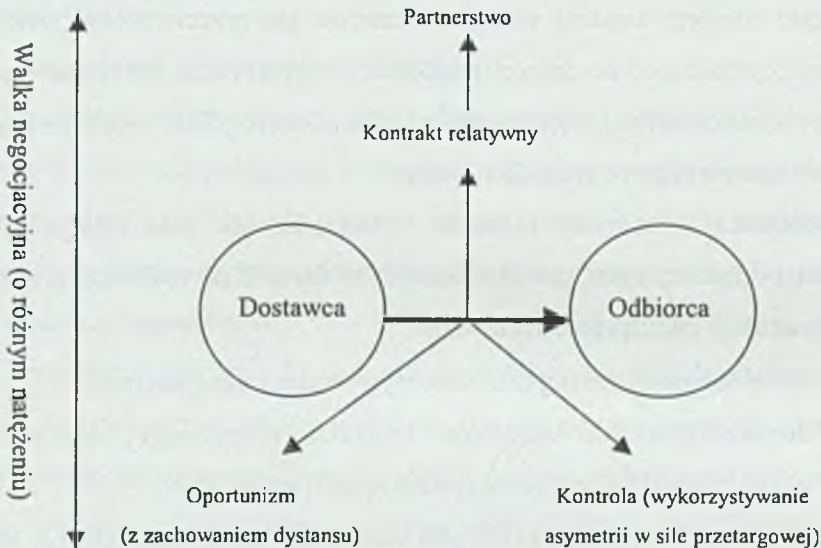 Partnerstwo
Kontrakt relatywny
Walka negocjacyjna (o różnym natężeniu)
Dostawca
Odbiorca
Oportunizm
(z zachowaniem dystansu)
Kontrola (wykorzystywanie
asymetrii w sile przetargowej)